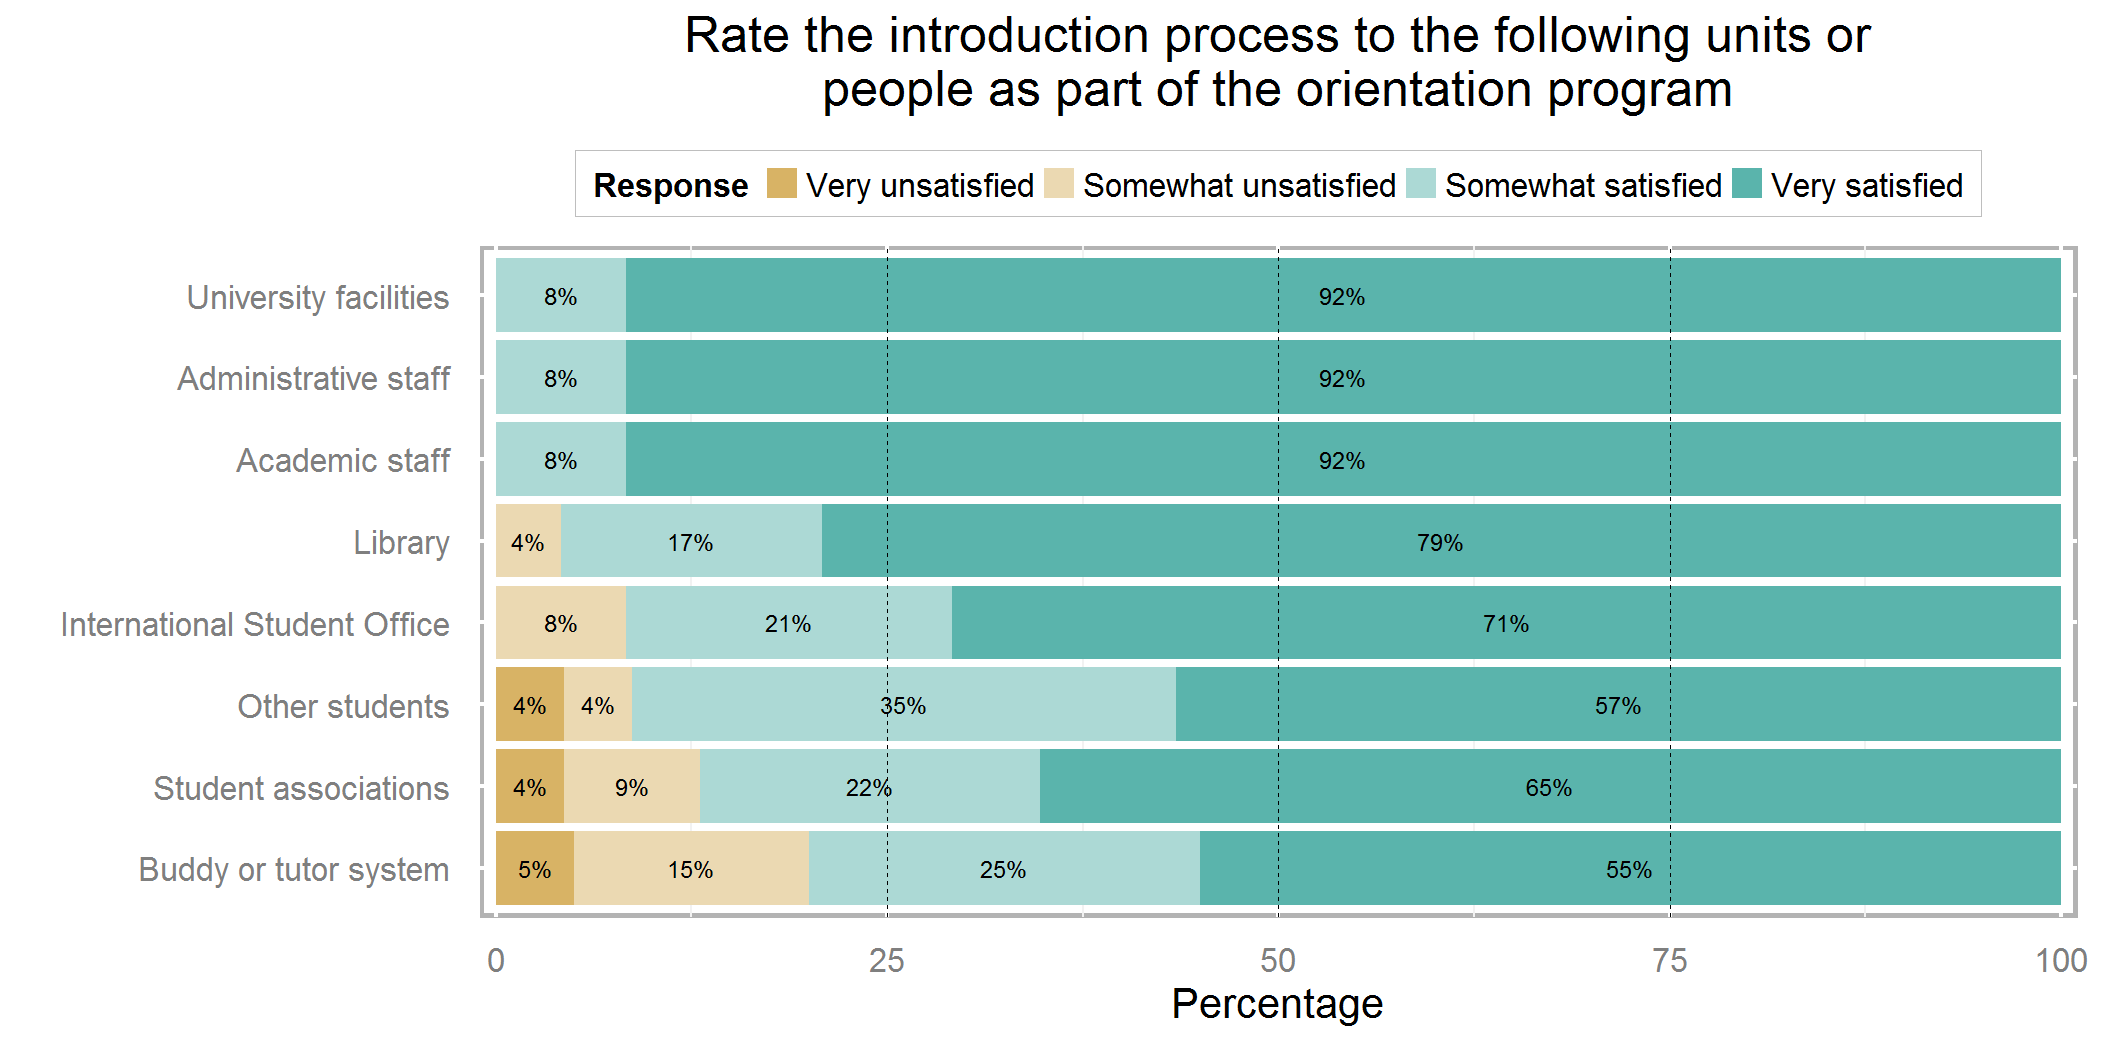 Rate the introduction process to the following units or
people as part of the orientation program
Response Very unsatisfied Somewhat unsatisfied Somewhat satisfied Very satisfied
University facilities 8% 92%
Administrative staff 8% 92%
Academic staff 8% 92%
Library 4% 17% 79%
International Student Office 8% 21% 71%
Other students 4% 4% 35% 57%
Student associations 4% 9% 22% 65%
Buddy or tutor system 5% 15% 25% 55%
0 25 50 75 100
Percentage